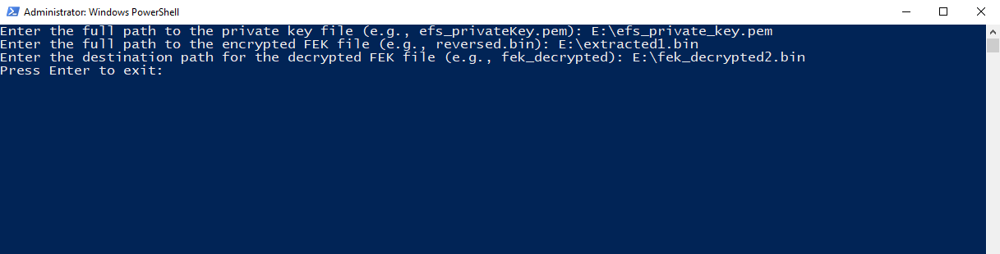 Administrator: Windows PowerShell
Enter the full path to the private key file (e.g., efs_privateKey.pem): E:\efs_private_key.pem
Enter the full path to the encrypted FEK file (e.g., reversed.bin): E:\extracted1.bin
Enter the destination path for the decrypted FEK file (e.g., fek_decrypted): E:\fek_decrypted2.bin
Press Enter to exit: